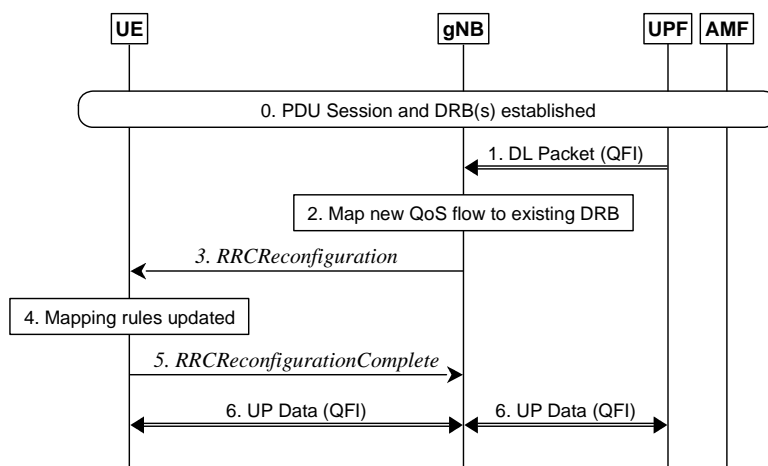 UE gNB UPF AMF
0. PDU Session and DRB(s) established
1. DL Packet (QFI)
2. Map new QoS flow to existing DRB
3. RRCReconfiguration
4. Mapping rules updated
5. RRCReconfigurationComplete
6. UP Data (QFI) 6. UP Data (QFI)